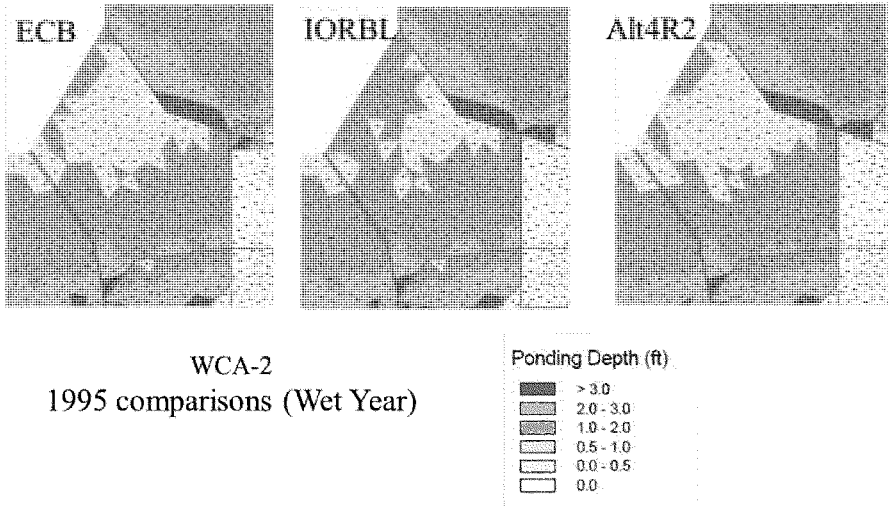 ECB
IORBL
Alt4R2
WCA-2
1995 comparisons (Wet Year)
Ponding Depth (ft)
> 3.0
2.0 - 3.0
1.0 - 2.0
0.5 - 1.0
0.0 - 0.5
0.0